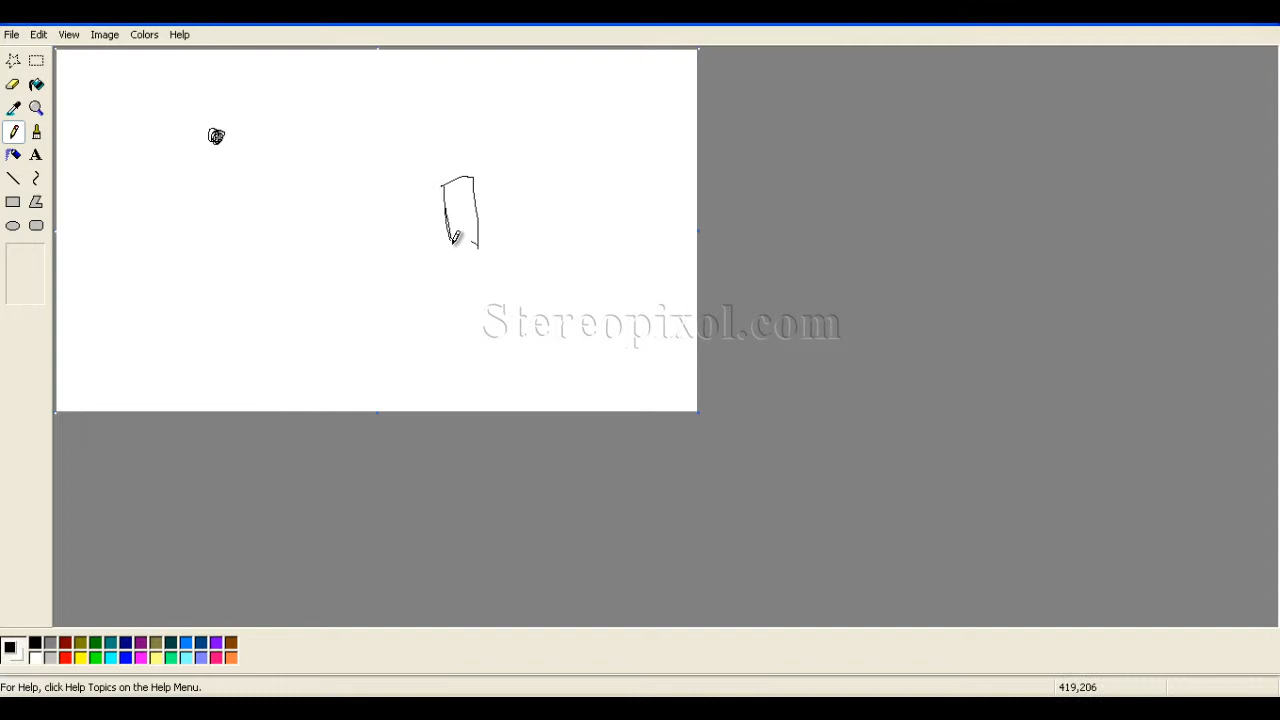 File Edit View Image Colors Help
A
Stereopixol.com
For Help, click Help Topics on the Help Menu. 419,206